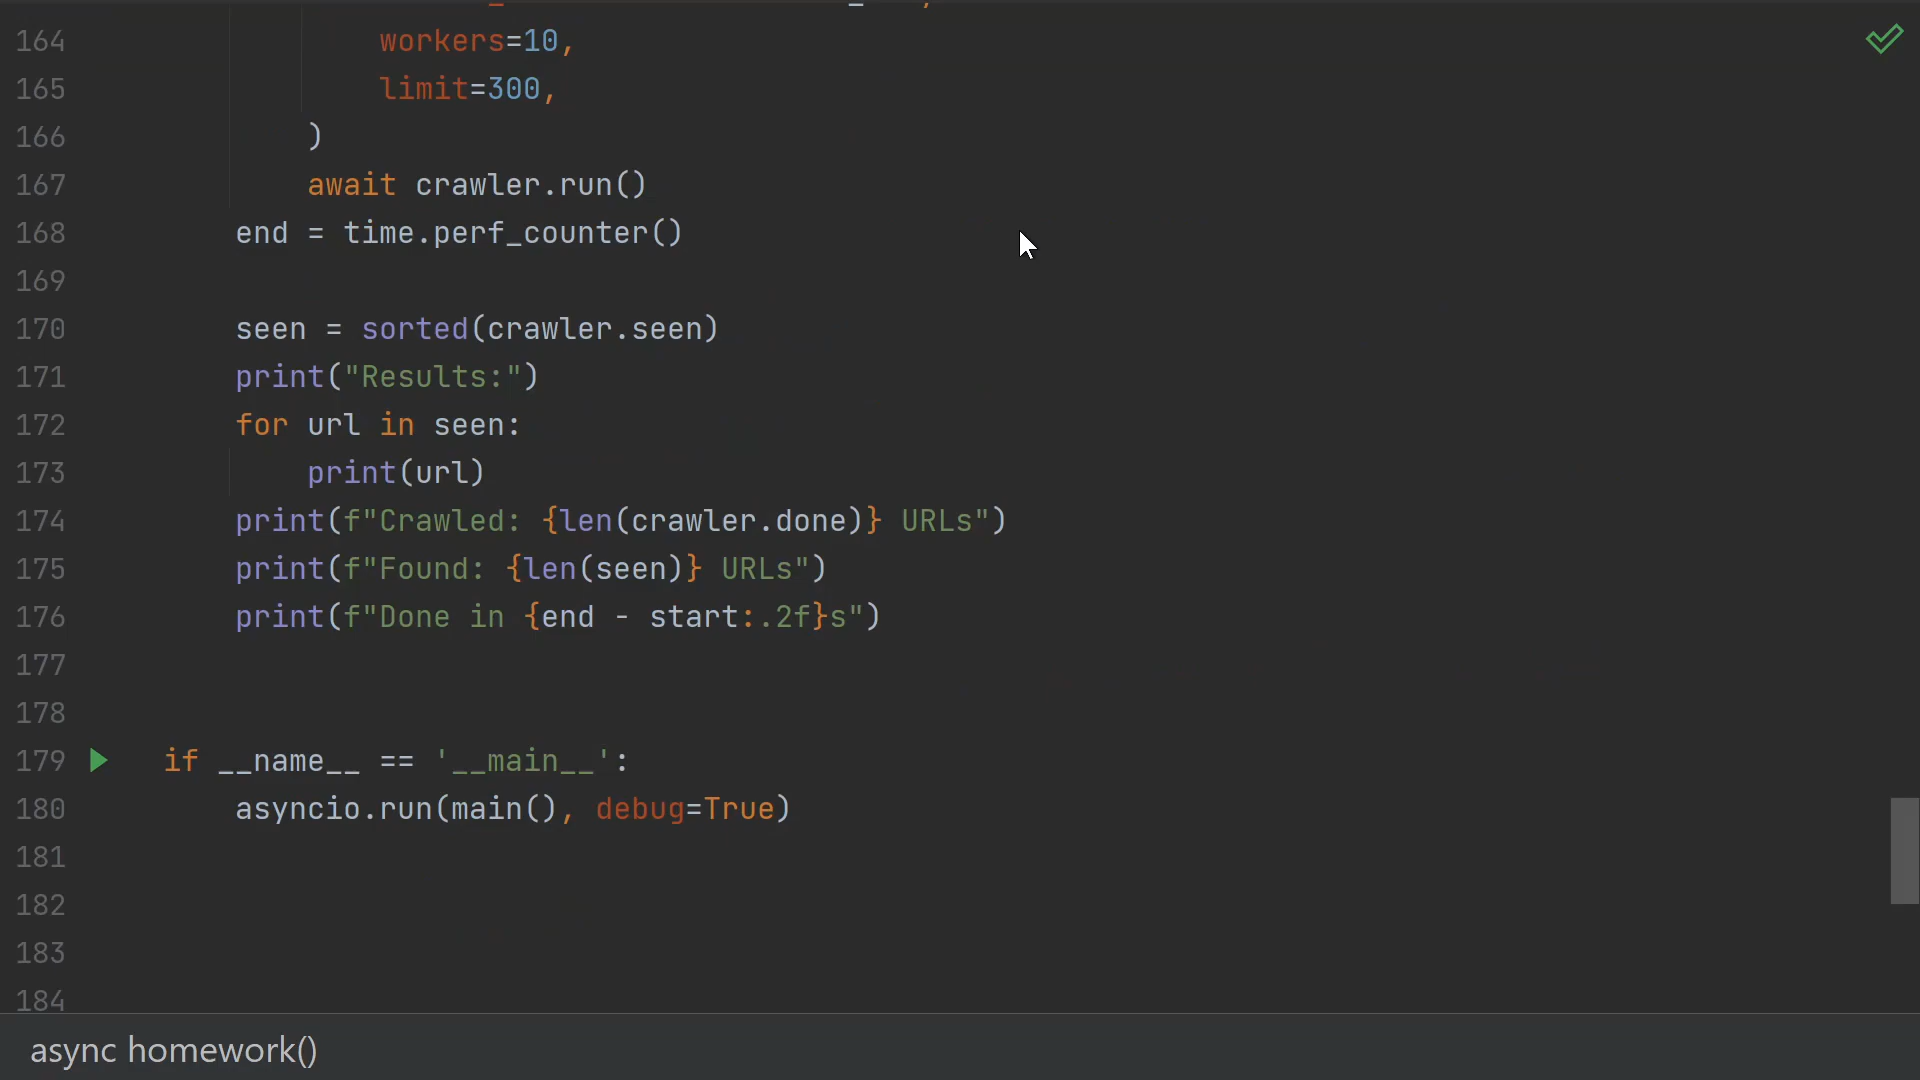 164 workers=10,
165 limit=300,
166 )
167 await crawler.run()
168 end = time.perf_counter()
169
170 seen = sorted(crawler.seen)
171 print("Results:")
172 for url in seen:
173 print(url)
174 print(f"Crawled: {len(crawler.done)} URLs")
175 print(f"Found: {len(seen)} URLs")
176 print(f"Done in {end - start:.2f}s")
177
178
179 if __name__ == '__main__':
180 asyncio.run(main(), debug=True)
181
182
183
184
async homework()